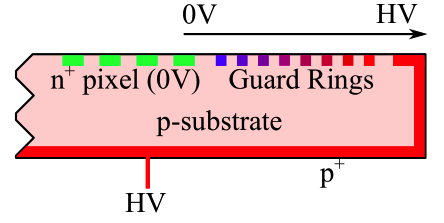 0V HV
n⁺ pixel (0V) Guard Rings
p-substrate
p⁺
HV